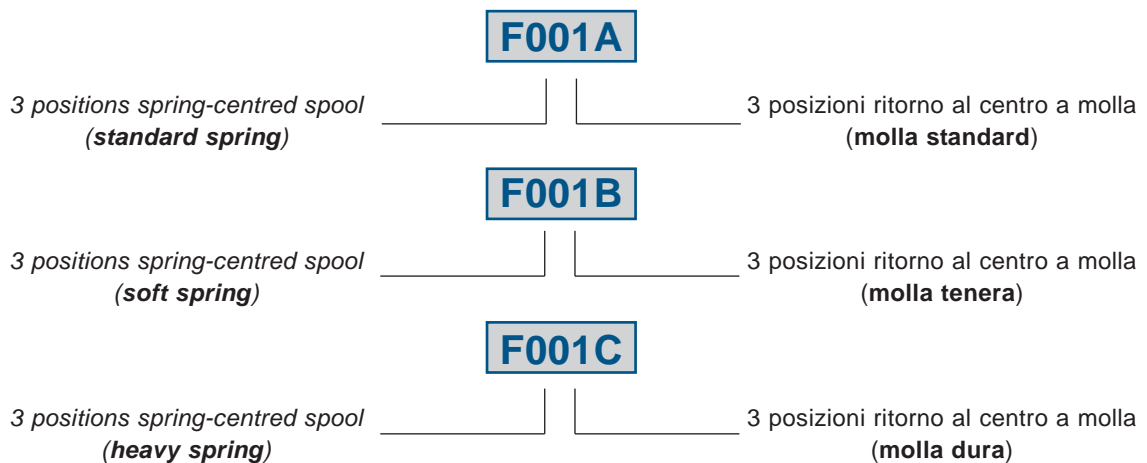 F001A
3 positions spring-centred spool
(standard spring)
3 posizioni ritorno al centro a molla
(molla standard)
F001B
3 positions spring-centred spool
(soft spring)
3 posizioni ritorno al centro a molla
(molla tenera)
F001C
3 positions spring-centred spool
(heavy spring)
3 posizioni ritorno al centro a molla
(molla dura)